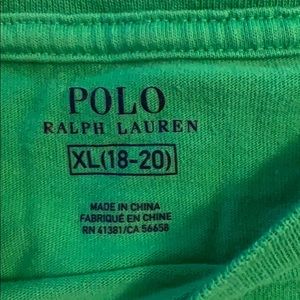 POLO
RALPH LAUREN
XL(18-20)
MADE IN CHINA
FABRIQUÉ EN CHINE
RN 41381/CA 56658